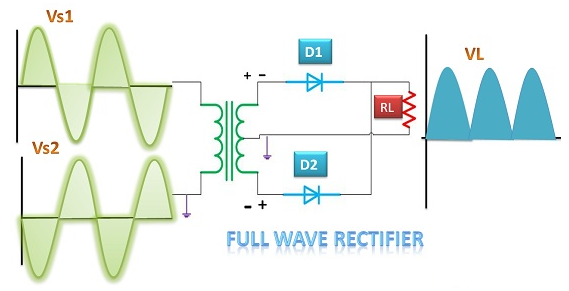 Vs1
D1
VL
+ −
RL
Vs2
D2
- +
FULL WAVE RECTIFIER